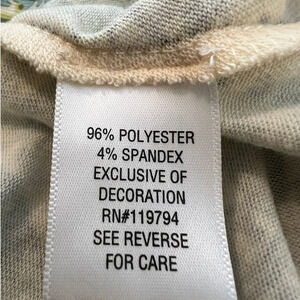 96% POLYESTER
4% SPANDEX
EXCLUSIVE OF
DECORATION
RN#119794
SEE REVERSE
FOR CARE